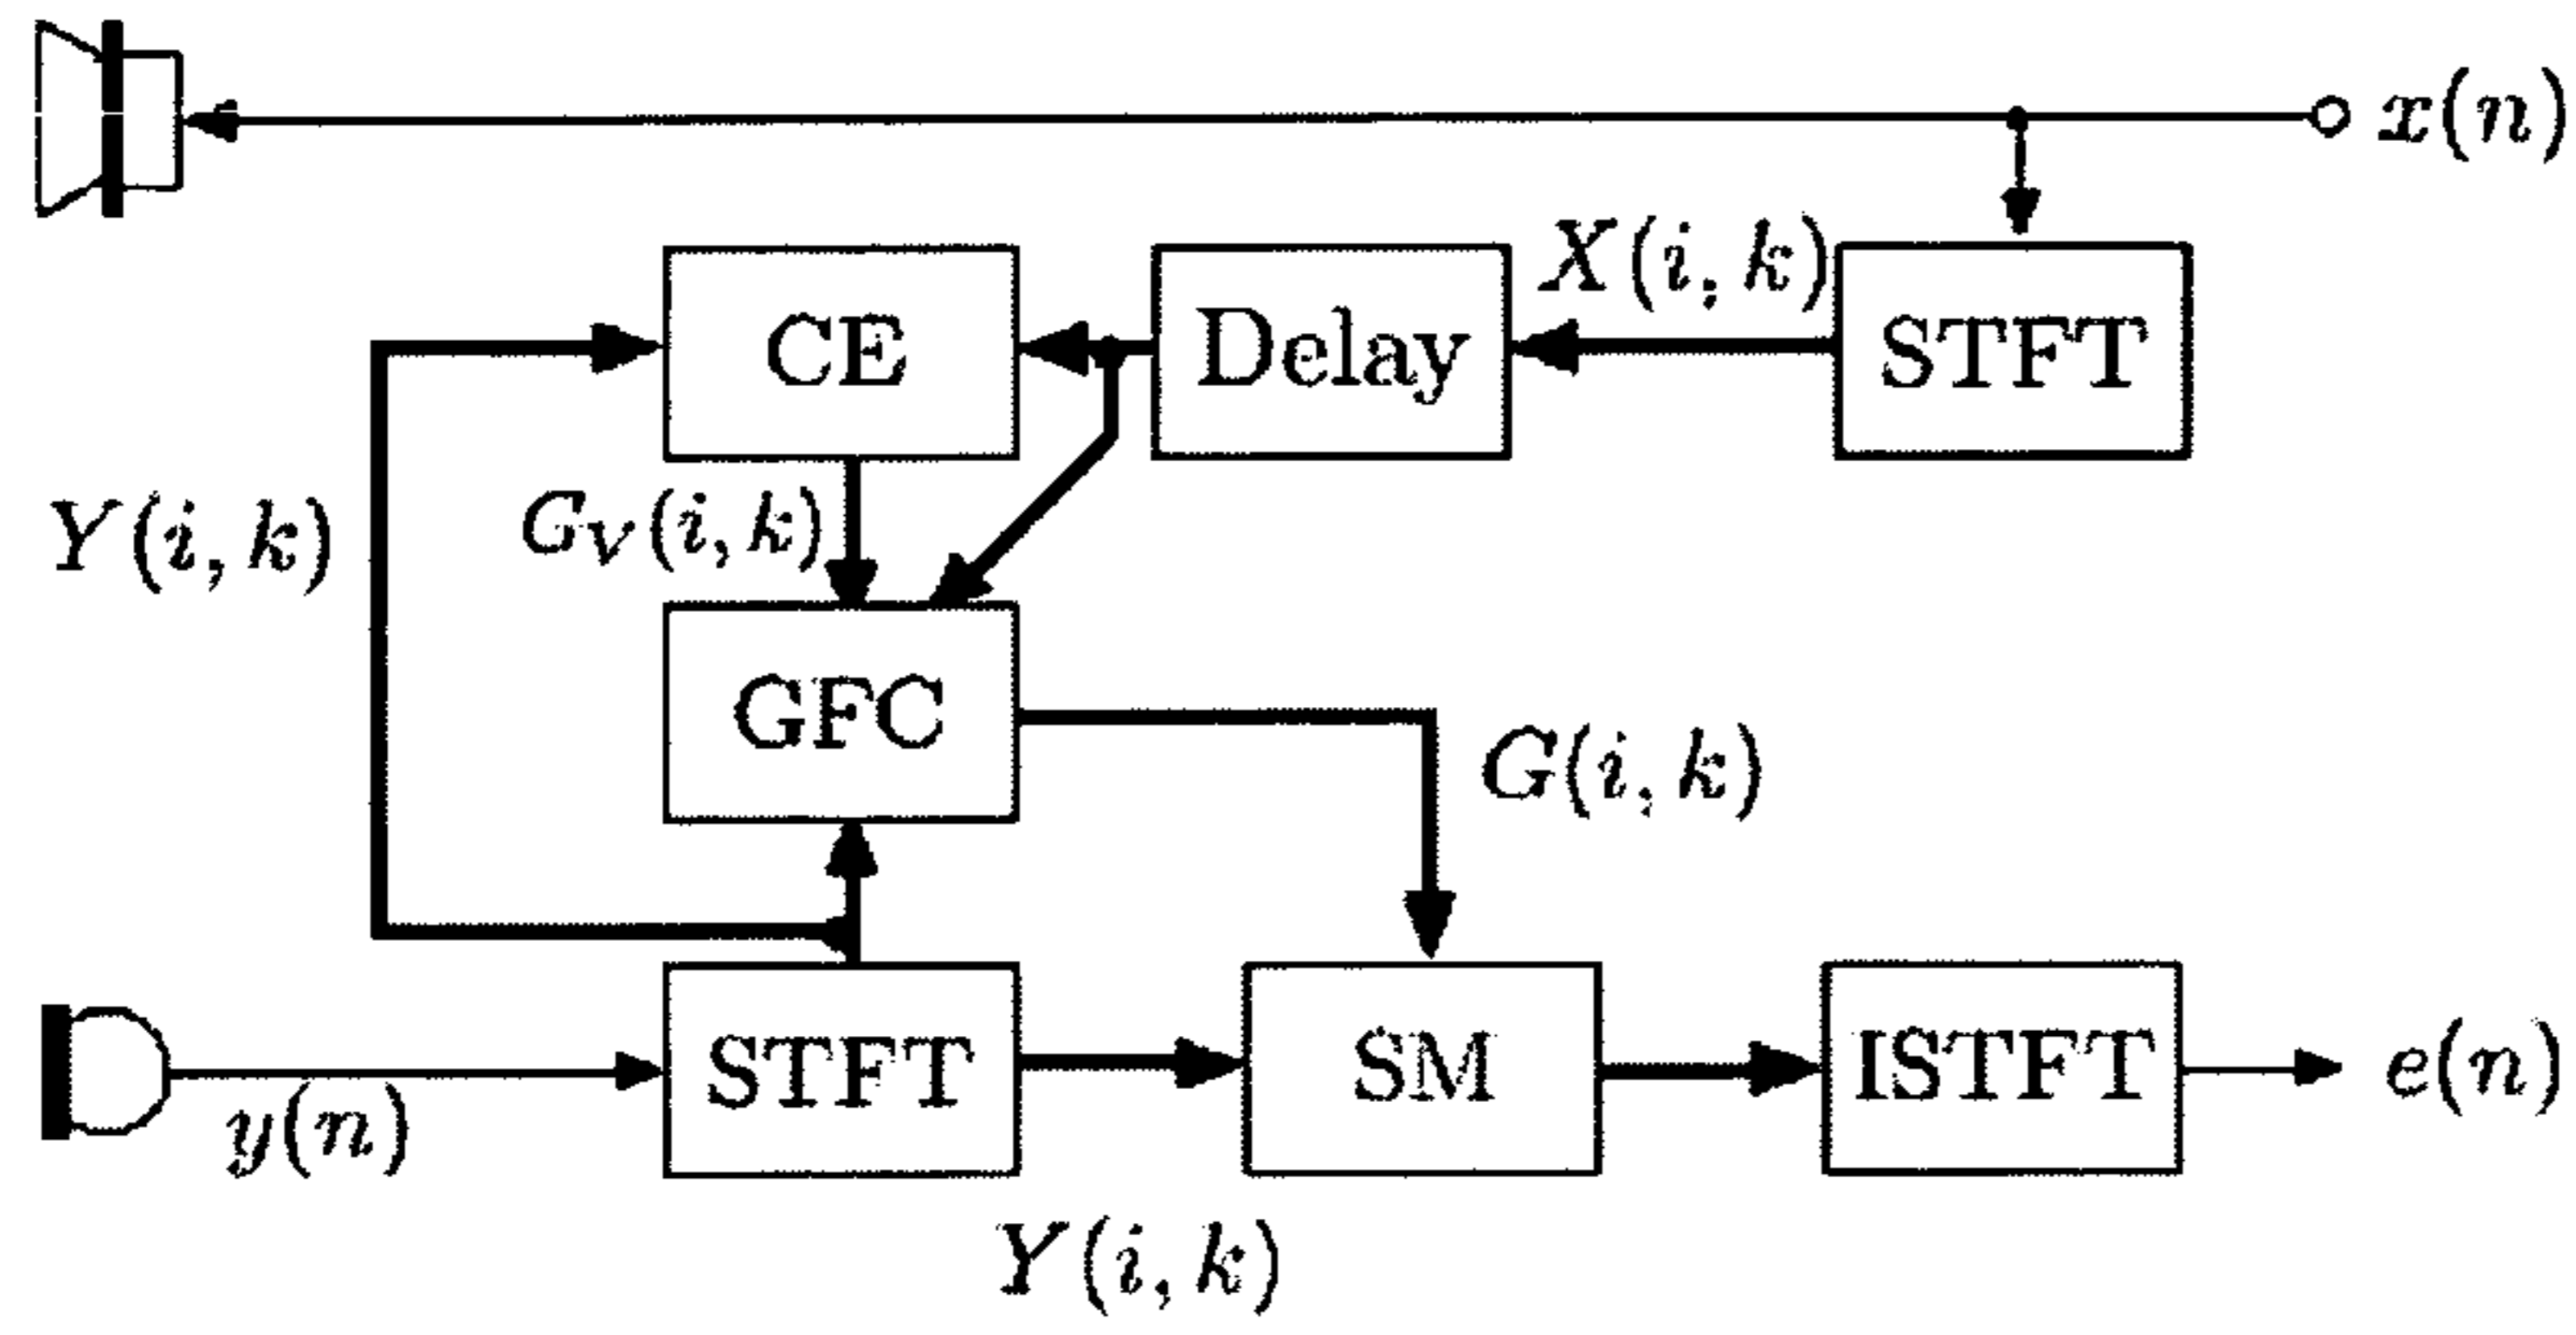 x(n)
X(i, k)
CE
Delay
STFT
Y(i, k)
G_V(i, k)
GFC
G(i, k)
STFT
SM
ISTFT
e(n)
y(n)
Y(i, k)